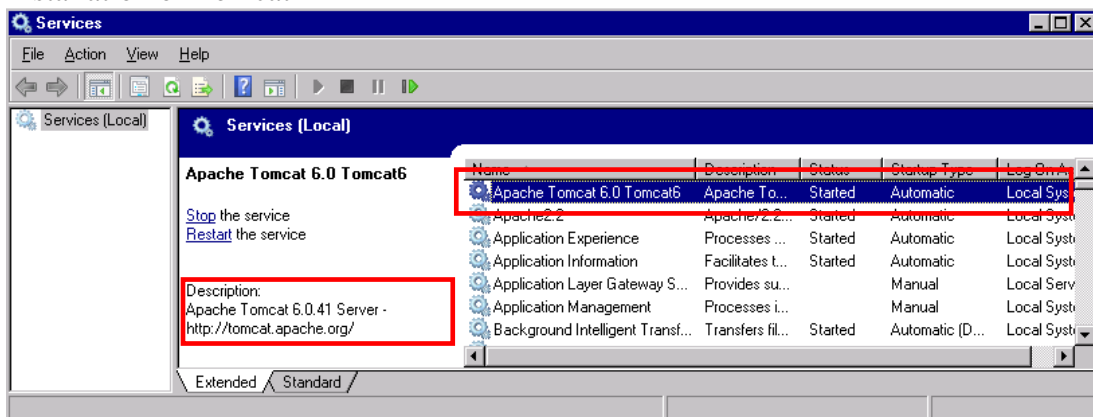 Services
File Action View Help
Services (Local)
Services (Local)
Apache Tomcat 6.0 Tomcat6
Stop the service
Restart the service
Description:
Apache Tomcat 6.0.41 Server -
http://tomcat.apache.org/
Name Description Status Startup Type Log On A
Apache Tomcat 6.0 Tomcat6 Apache To... Started Automatic Local Sys
Apache2.2 Apache/2.2... Started Automatic Local Syst
Application Experience Processes ... Started Automatic Local Syst
Application Information Facilitates t... Started Automatic Local Syst
Application Layer Gateway S... Provides su... Manual Local Serv
Application Management Processes i... Manual Local Syst
Background Intelligent Transf... Transfers fil... Started Automatic (D... Local Syst
Extended Standard